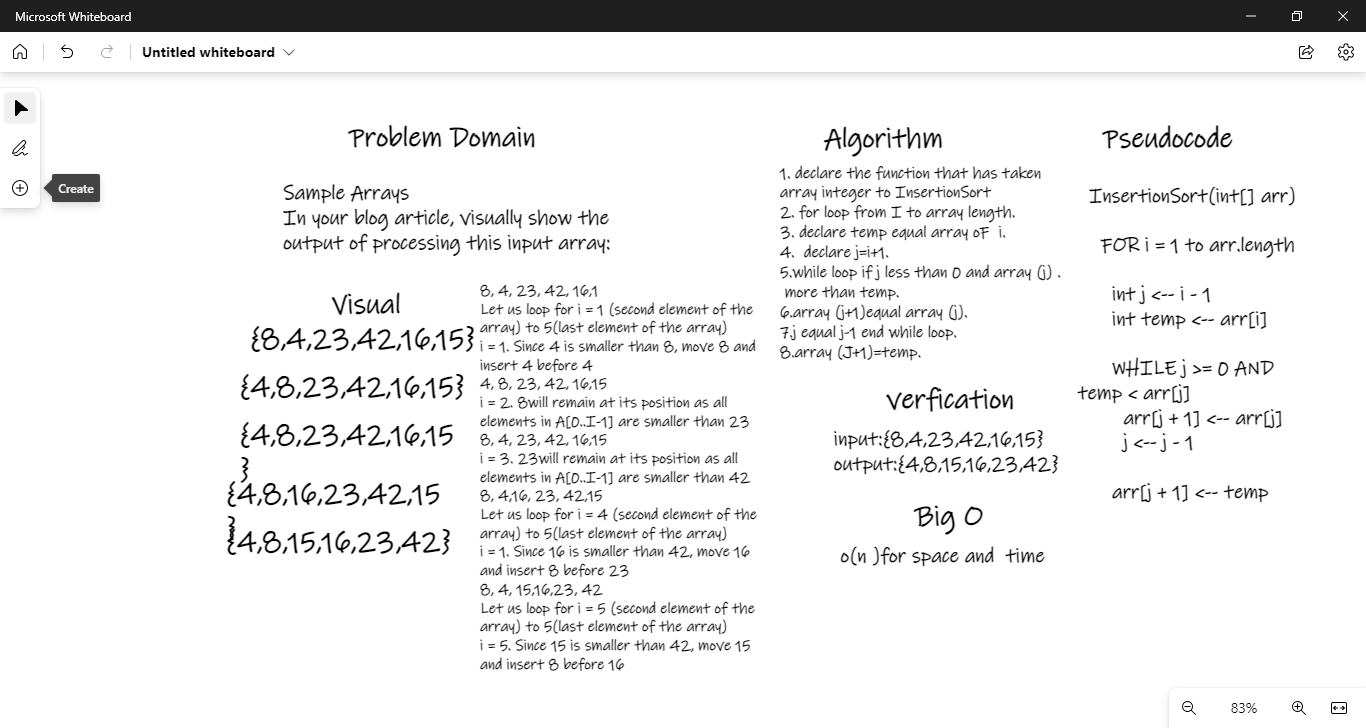 Microsoft Whiteboard
Untitled whiteboard
Create
Problem Domain
Sample Arrays
In your blog article, visually show the
output of processing this input array:
Visual
{8,4,23,42,16,15}
{4,8,23,42,16,15}
{4,8,23,42,16,15
}
{4,8,16,23,42,15
}
{4,8,15,16,23,42}
8, 4, 23, 42, 16,1
Let us loop for i = 1 (second element of the
array) to 5(last element of the array)
i = 1. Since 4 is smaller than 8, move 8 and
insert 4 before 4
4, 8, 23, 42, 16,15
i = 2. 8will remain at its position as all
elements in A[0..I-1] are smaller than 23
8, 4, 23, 42, 16,15
i = 3. 23will remain at its position as all
elements in A[0..I-1] are smaller than 42
8, 4,16, 23, 42,15
Let us loop for i = 4 (second element of the
array) to 5(last element of the array)
i = 1. Since 16 is smaller than 42, move 16
and insert 8 before 23
8, 4, 15,16,23, 42
Let us loop for i = 5 (second element of the
array) to 5(last element of the array)
i = 5. Since 15 is smaller than 42, move 15
and insert 8 before 16
Algorithm
1. declare the function that has taken
array integer to InsertionSort
2. for loop from I to array length.
3. declare temp equal array oF i.
4. declare j=i+1.
5.while loop if j less than 0 and array (j) .
more than temp.
6.array (j+1)equal array (j).
7.j equal j-1 end while loop.
8.array (J+1)=temp.
verfication
input:{8,4,23,42,16,15}
output:{4,8,15,16,23,42}
Big O
o(n )for space and time
Pseudocode
InsertionSort(int[] arr)
FOR i = 1 to arr.length
int j <-- i - 1
int temp <-- arr[i]
WHILE j >= 0 AND
temp < arr[j]
arr[j + 1] <-- arr[j]
j <-- j - 1
arr[j + 1] <-- temp
83%